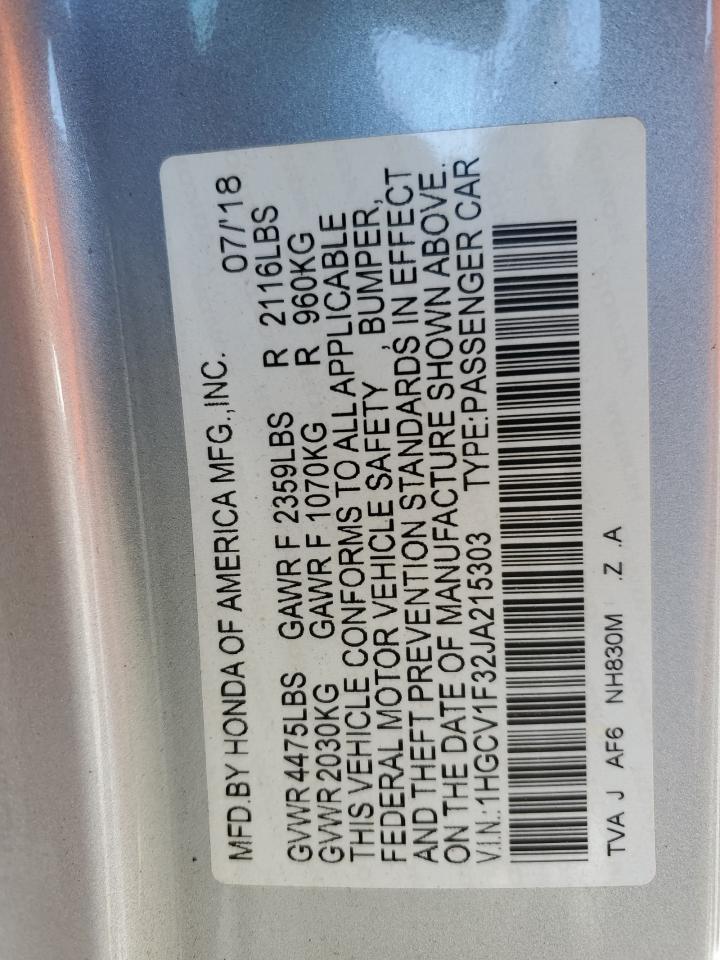 MFD.BY HONDA OF AMERICA MFG.,INC. 07/'18
GVWR 4475LBS GAWR F 2359LBS R 2116LBS
GVWR 2030KG GAWR F 1070KG R 960KG
THIS VEHICLE CONFORMS TO ALL APPLICABLE
FEDERAL MOTOR VEHICLE SAFETY , BUMPER,
AND THEFT PREVENTION STANDARDS IN EFFECT
ON THE DATE OF MANUFACTURE SHOWN ABOVE.
V.I.N.:1HGCV1F32JA215303 TYPE:PASSENGER CAR
TVA J AF6 NH830M .Z .A